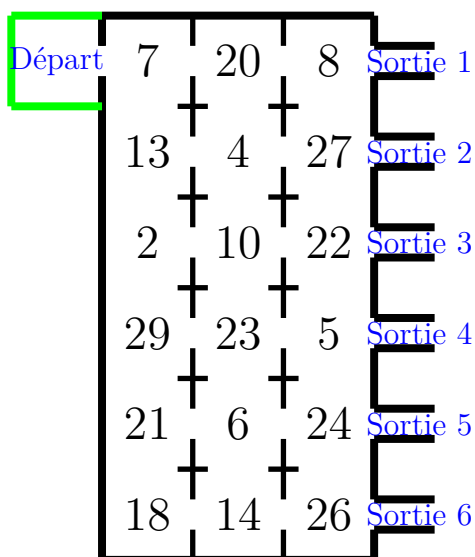 Départ 7 20 8 Sortie 1
13 4 27 Sortie 2
2 10 22 Sortie 3
29 23 5 Sortie 4
21 6 24 Sortie 5
18 14 26 Sortie 6